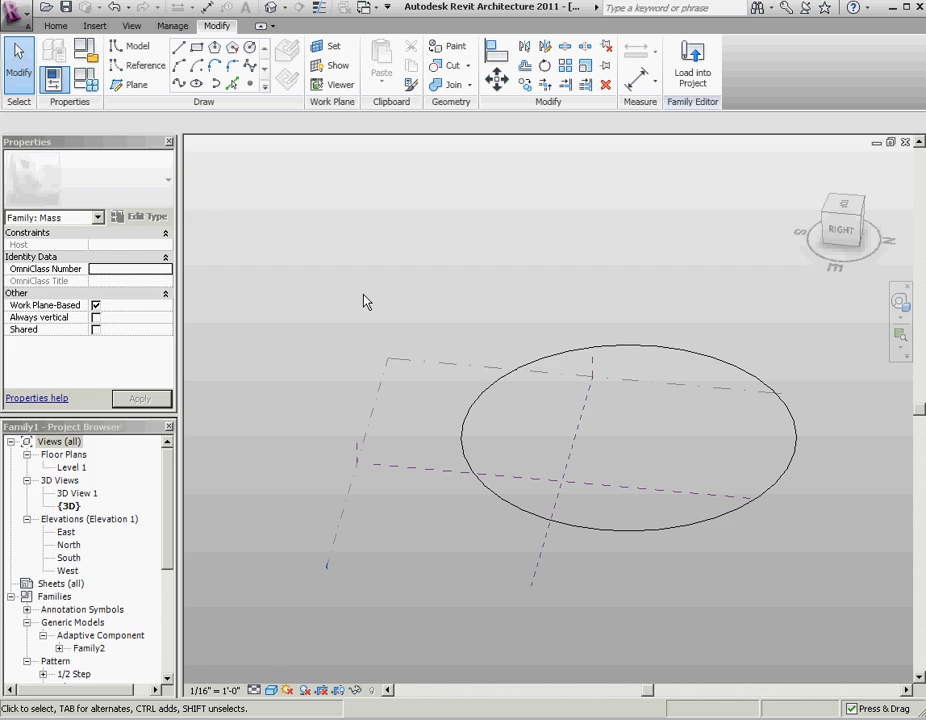 Autodesk Revit Architecture 2011 - [...
Type a keyword or phrase
Home Insert View Manage Modify
Modify
Model
Reference
Plane
Set
Show
Viewer
Paste
Paint
Cut
Join
Load into
Project
Select Properties Draw Work Plane Clipboard Geometry Modify Measure Family Editor
Properties
Family: Mass Edit Type
Constraints
Host
Identity Data
OmniClass Number
OmniClass Title
Other
Work Plane-Based
Always vertical
Shared
Properties help Apply
Family1 - Project Browser
Views (all)
Floor Plans
Level 1
3D Views
3D View 1
{3D}
Elevations (Elevation 1)
East
North
South
West
Sheets (all)
Families
Annotation Symbols
Generic Models
Adaptive Component
Family2
Pattern
1/2 Step
RIGHT
S
N
E
1/16" = 1'-0"
Click to select, TAB for alternates, CTRL adds, SHIFT unselects.
Press & Drag